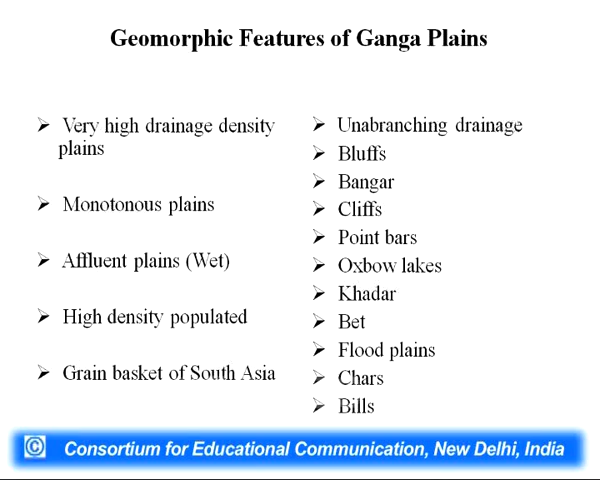 Geomorphic Features of Ganga Plains
➢ Very high drainage density
plains
➢ Monotonous plains
➢ Affluent plains (Wet)
➢ High density populated
➢ Grain basket of South Asia
➢ Unabranching drainage
➢ Bluffs
➢ Bangar
➢ Cliffs
➢ Point bars
➢ Oxbow lakes
➢ Khadar
➢ Bet
➢ Flood plains
➢ Chars
➢ Bills
© Consortium for Educational Communication, New Delhi, India